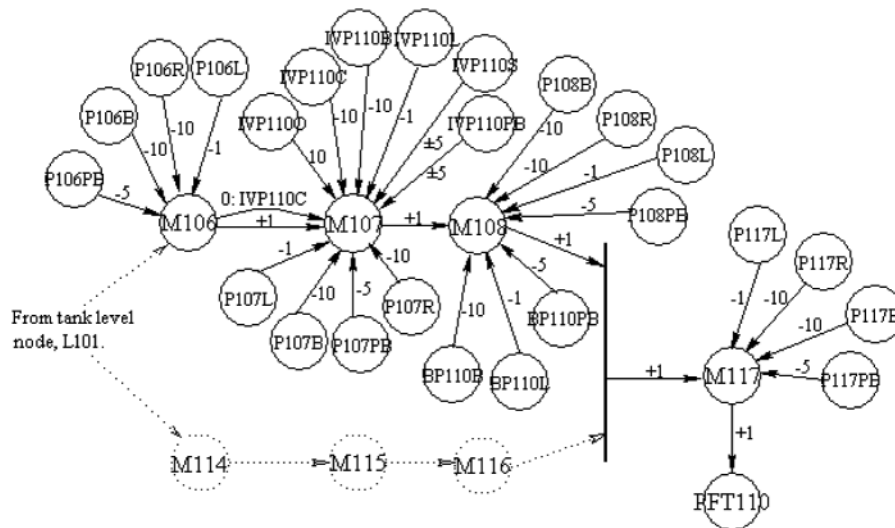 IVP110B
IVP110L
P106R
P106L
IVP110C
IVP110S
P108B
P106B
IVP110O
IVP110PB
P108R
P106PB
P108L
P108PB
-10
-10
-1
-5
10
-10
-10
-1
±5
±5
-10
-10
-1
-5
0: IVP110C
M106
+1
M107
+1
M108
+1
P117L
P117R
-1
-10
-5
-10
-10
-1
-5
P107L
P107R
P107B
P107PB
BP110PB
BP110B
BP110L
From tank level
node, L101.
-1
-10
-10
P117B
-5
P117PB
+1
M117
+1
M114
M115
M116
RFT110